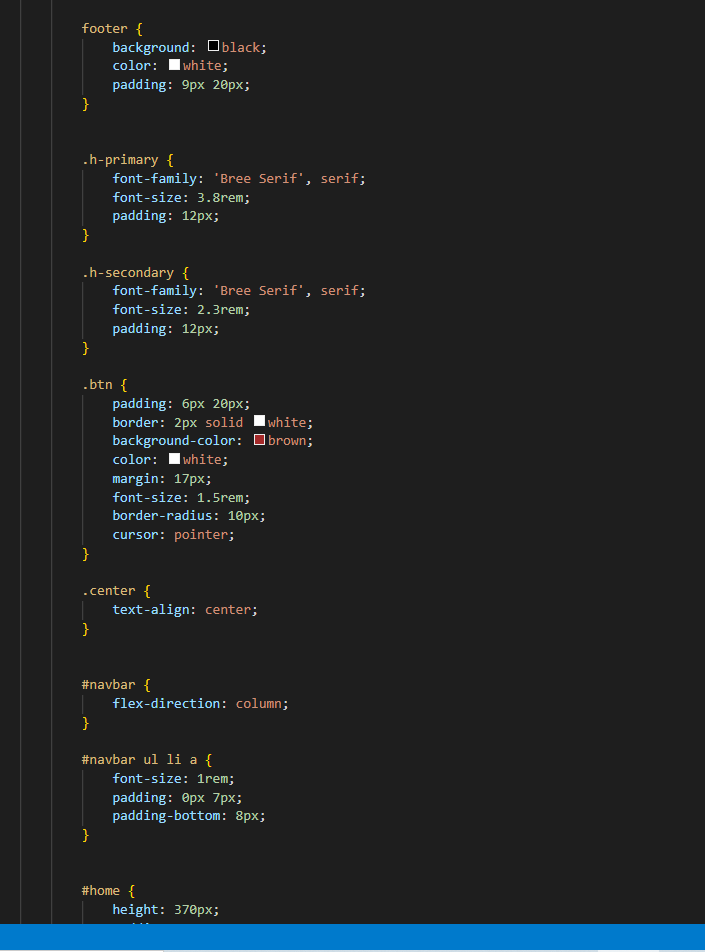 footer {
background: black;
color: white;
padding: 9px 20px;
}
.h-primary {
font-family: 'Bree Serif', serif;
font-size: 3.8rem;
padding: 12px;
}
.h-secondary {
font-family: 'Bree Serif', serif;
font-size: 2.3rem;
padding: 12px;
}
.btn {
padding: 6px 20px;
border: 2px solid white;
background-color: brown;
color: white;
margin: 17px;
font-size: 1.5rem;
border-radius: 10px;
cursor: pointer;
}
.center {
text-align: center;
}
#navbar {
flex-direction: column;
}
#navbar ul li a {
font-size: 1rem;
padding: 0px 7px;
padding-bottom: 8px;
}
#home {
height: 370px;